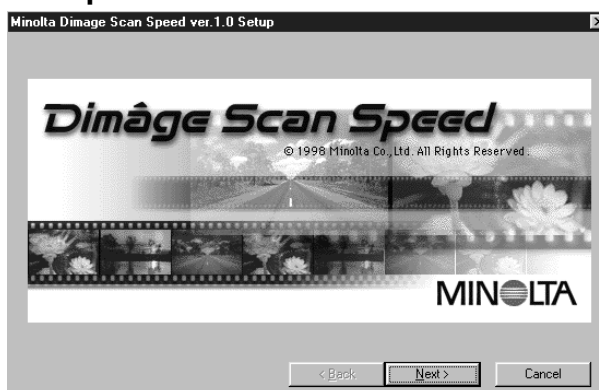 Minolta Dimage Scan Speed ver.1.0 Setup
Dimâge Scan Speed
© 1998 Minolta Co., Ltd. All Rights Reserved.
MINOLTA
< Back
Next >
Cancel